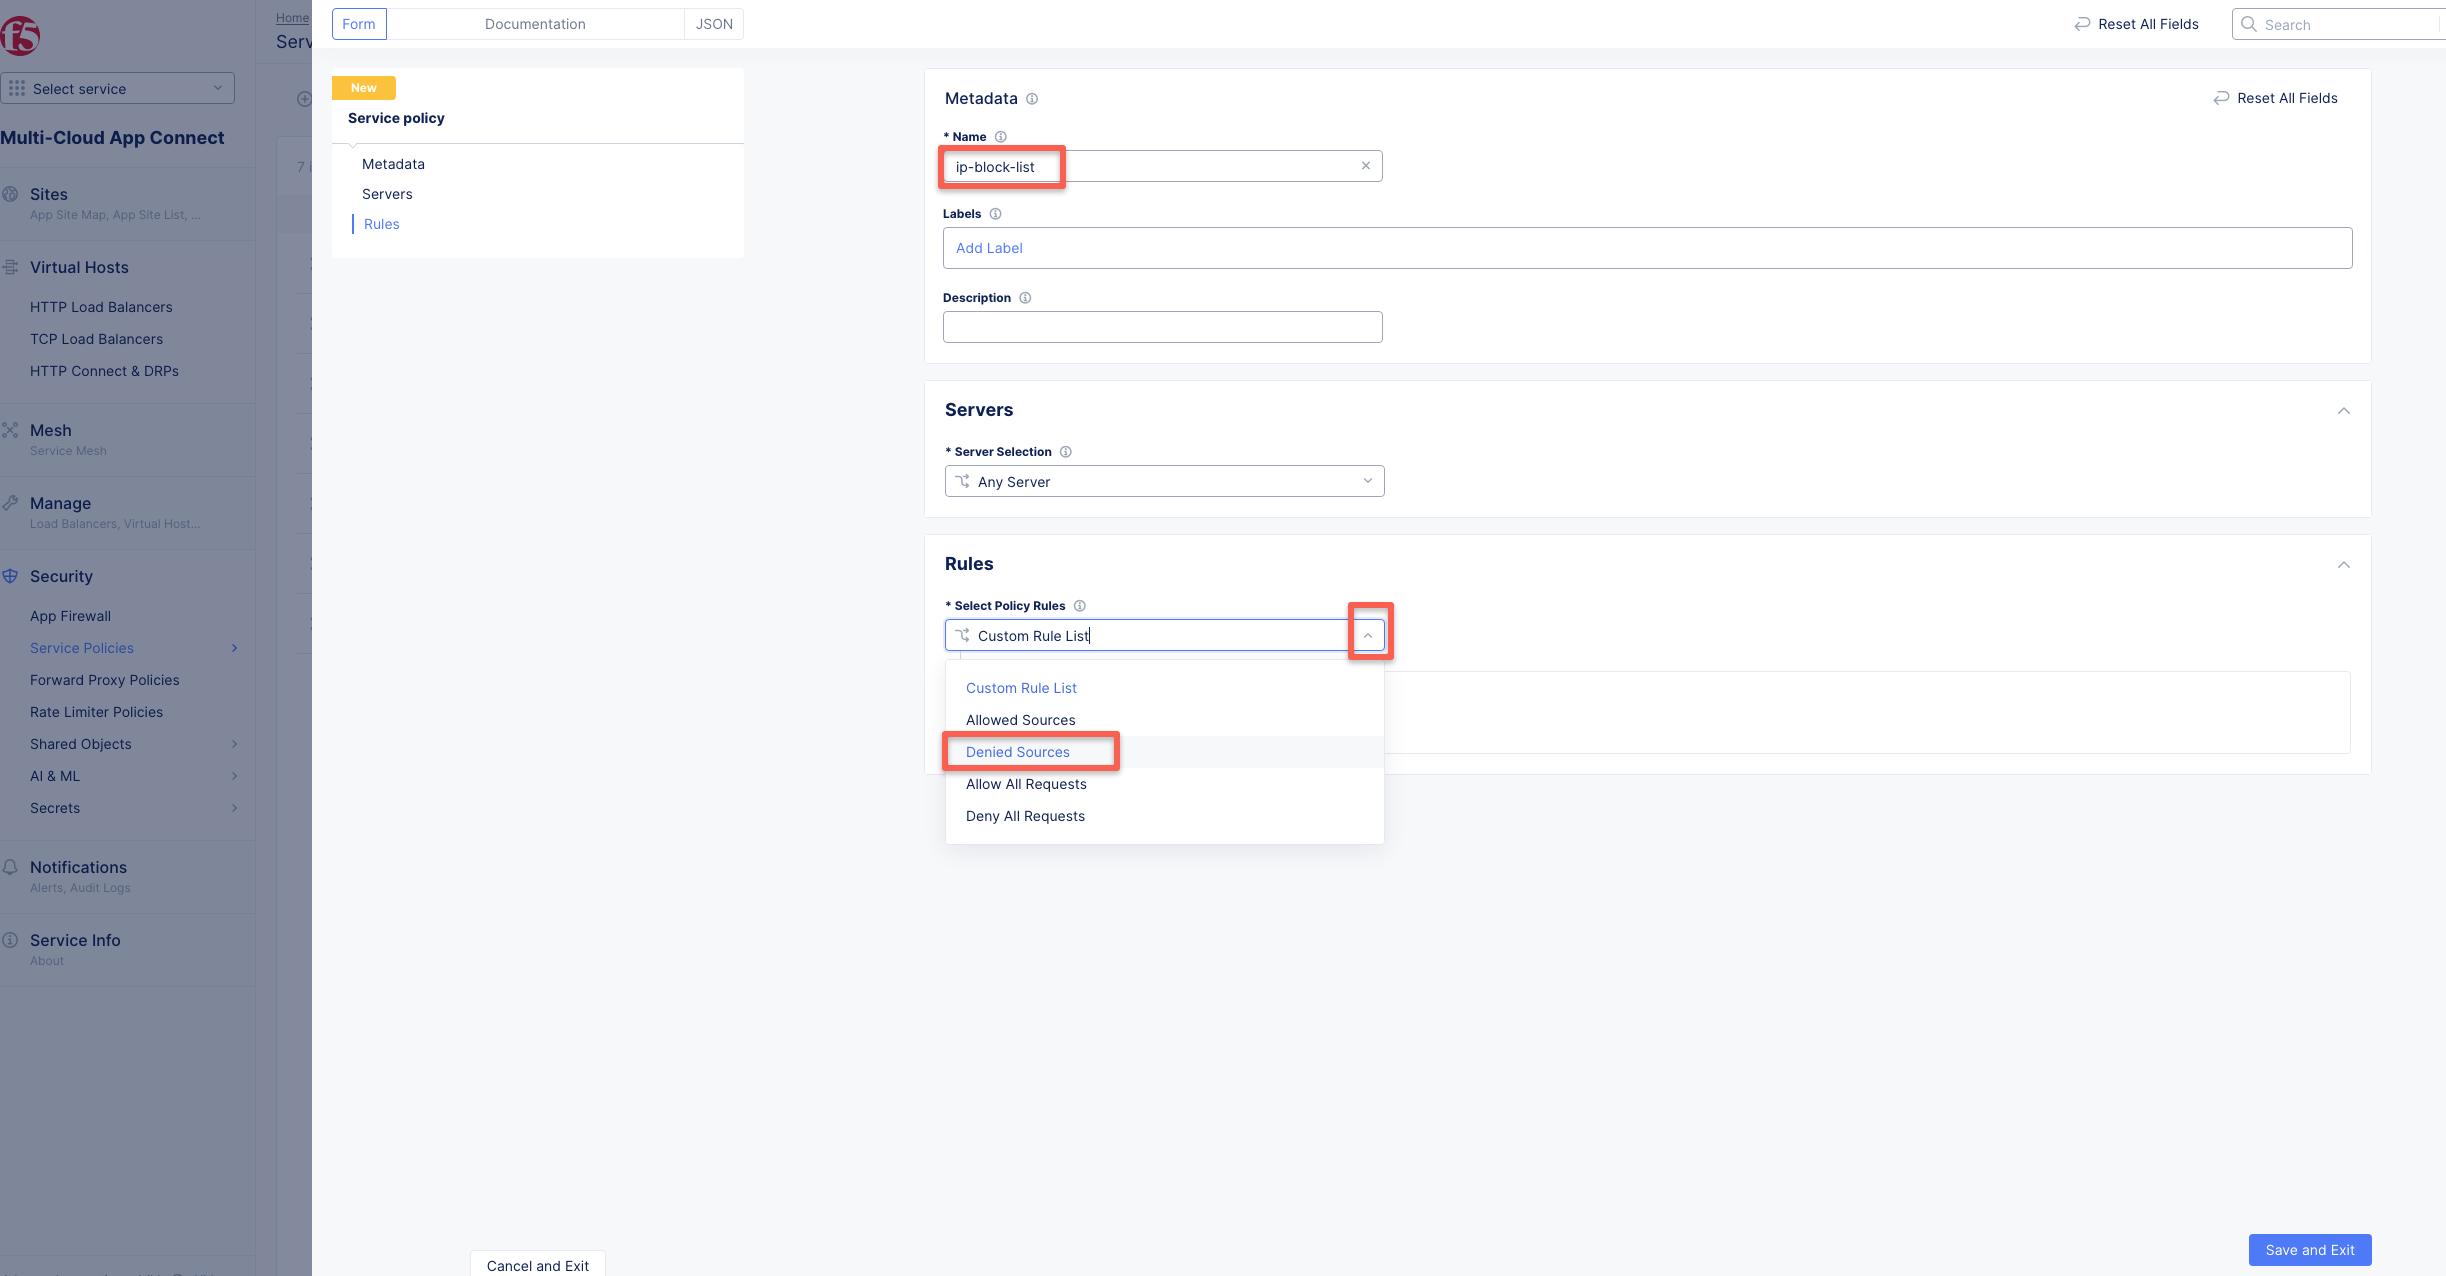 f5
Select service
Multi-Cloud App Connect
Sites
App Site Map, App Site List, ...
Virtual Hosts
HTTP Load Balancers
TCP Load Balancers
HTTP Connect & DRPs
Mesh
Service Mesh
Manage
Load Balancers, Virtual Host...
Security
App Firewall
Service Policies
Forward Proxy Policies
Rate Limiter Policies
Shared Objects
AI & ML
Secrets
Notifications
Alerts, Audit Logs
Service Info
About
Home
Serv
7 i
Form
Documentation
JSON
Reset All Fields
Search
New
Service policy
Metadata
Servers
Rules
Metadata
Reset All Fields
* Name
ip-block-list
Labels
Add Label
Description
Servers
* Server Selection
Any Server
Rules
* Select Policy Rules
Custom Rule List
Custom Rule List
Allowed Sources
Denied Sources
Allow All Requests
Deny All Requests
Cancel and Exit
Save and Exit